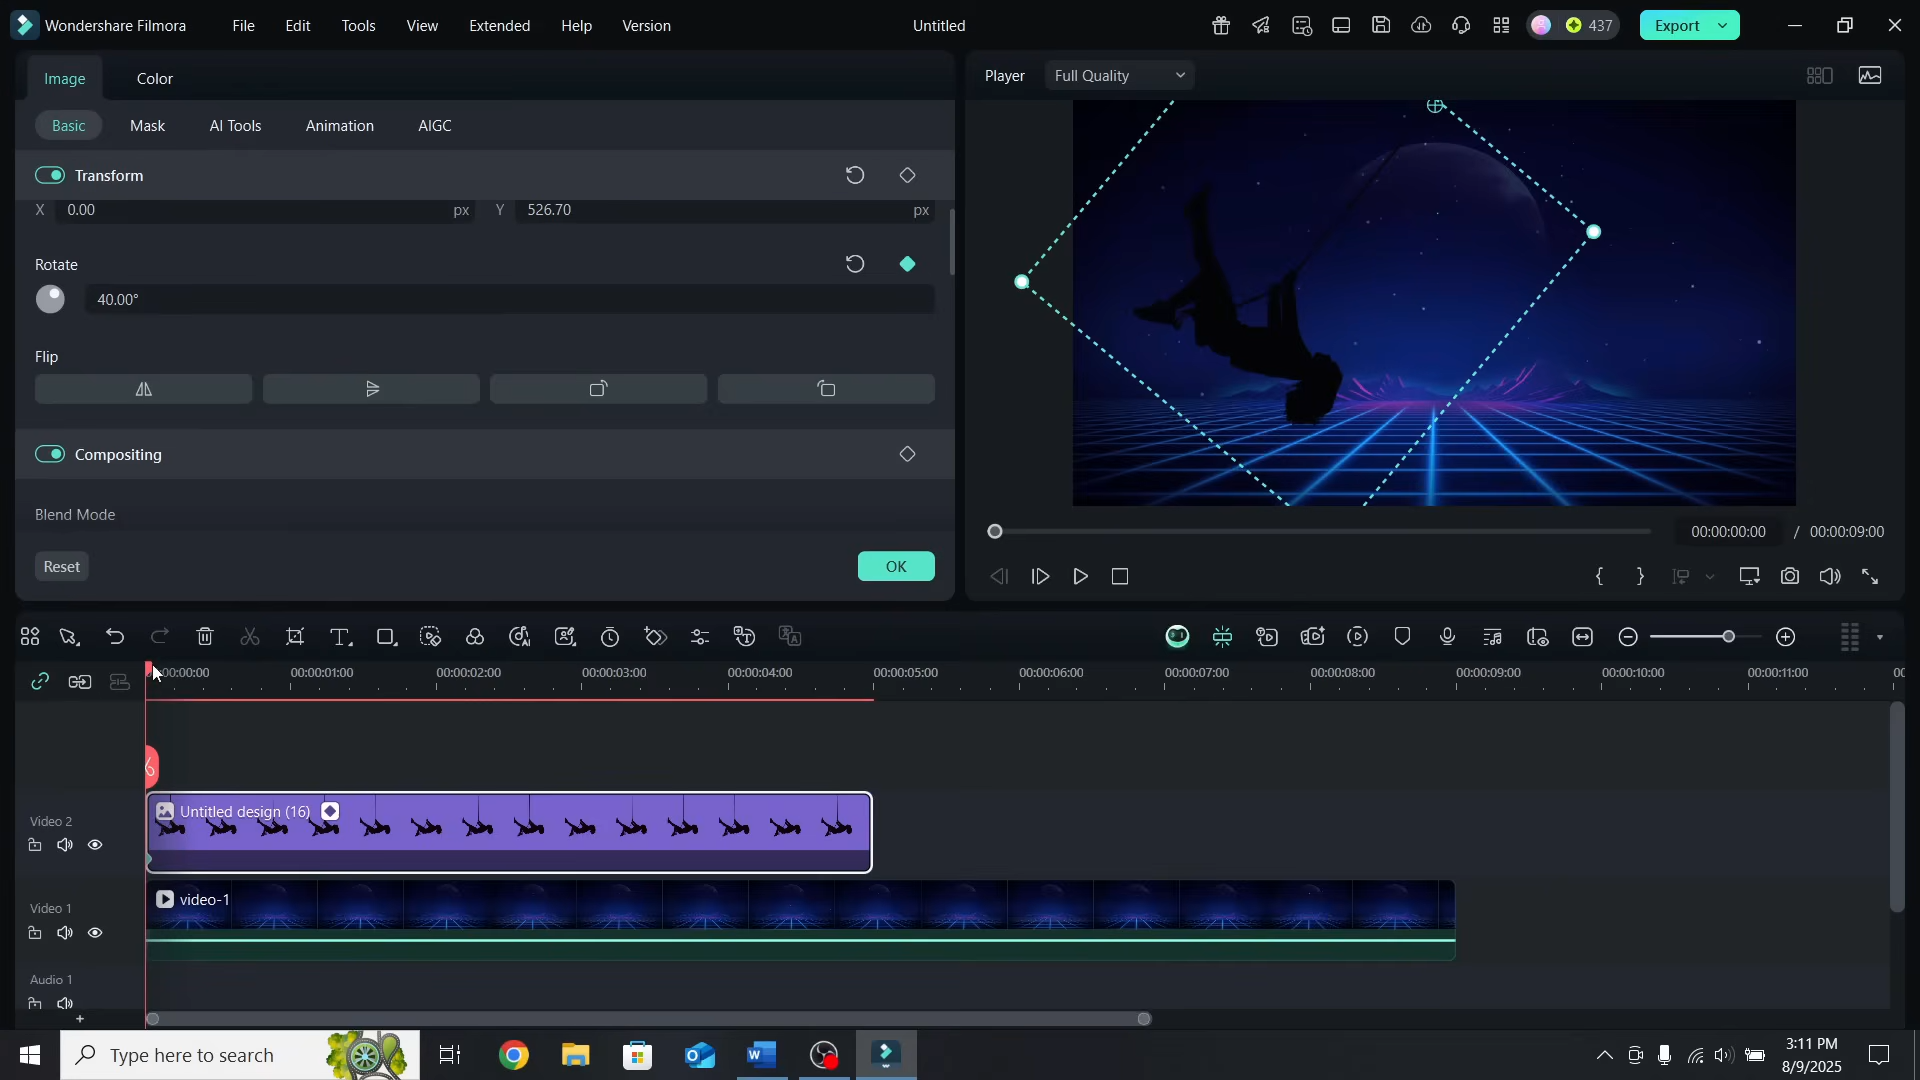 Wondershare Filmora File Edit Tools View Extended Help Version Untitled 437 Export
Image Color
Player Full Quality
Basic Mask AI Tools Animation AIGC
Transform
X 0.00 px Y 526.70 px
Rotate
40.00°
Flip
Compositing
Blend Mode
Reset OK
00:00:00:00 / 00:00:09:00
00:00:01:00 00:00:02:00 00:00:03:00 00:00:04:00 00:00:05:00 00:00:06:00 00:00:07:00 00:00:08:00 00:00:09:00 00:00:10:00 00:00:11:00
Untitled design (16)
Video 2
video-1
Video 1
Audio 1
Type here to search
3:11 PM
8/9/2025